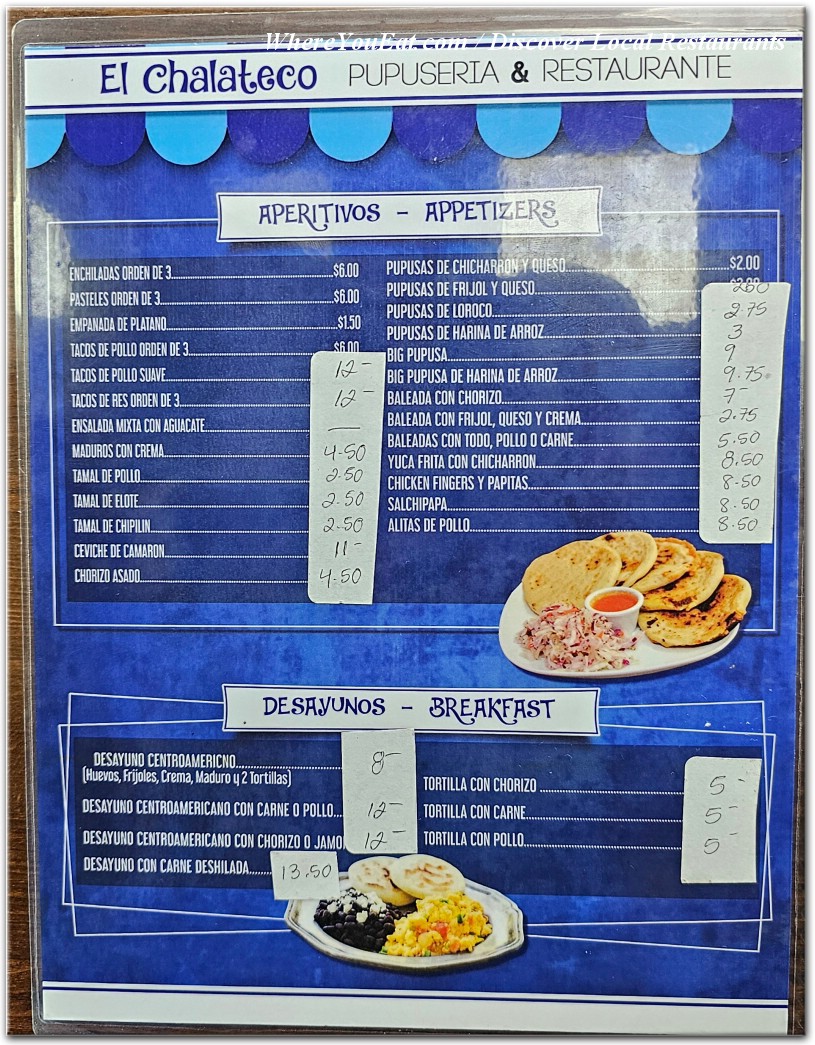 WhereYouEat.com / Discover Local Restaurants
El Chalateco PUPUSERIA & RESTAURANTE
APERITIVOS - APPETIZERS
ENCHILADAS ORDEN DE 3 $6.00
PASTELES ORDEN DE 3 $6.00
EMPANADA DE PLATANO $1.50
TACOS DE POLLO ORDEN DE 3 $6.00
TACOS DE POLLO SUAVE 12-
TACOS DE RES ORDEN DE 3 12-
ENSALADA MIXTA CON AGUACATE —
MADUROS CON CREMA 4-50
TAMAL DE POLLO 2-50
TAMAL DE ELOTE 2-50
TAMAL DE CHIPILIN 2-50
CEVICHE DE CAMARON 11-
CHORIZO ASADO 4-50
PUPUSAS DE CHICHARRON Y QUESO $2.00
PUPUSAS DE FRIJOL Y QUESO
PUPUSAS DE LOROCO 2-75
PUPUSAS DE HARINA DE ARROZ 3
BIG PUPUSA 9
BIG PUPUSA DE HARINA DE ARROZ 9.75
BALEADA CON CHORIZO 7-
BALEADA CON FRIJOL, QUESO Y CREMA 2.75
BALEADAS CON TODO, POLLO O CARNE 5.50
YUCA FRITA CON CHICHARRON 8.50
CHICKEN FINGERS Y PAPITAS 8-50
SALCHIPAPA 8-50
ALITAS DE POLLO 8-50
DESAYUNOS - BREAKFAST
DESAYUNO CENTROAMERICNO 8-
(Huevos, Frijoles, Crema, Maduro y 2 Tortillas)
DESAYUNO CENTROAMERICANO CON CARNE O POLLO 12-
DESAYUNO CENTROAMERICANO CON CHORIZO O JAMO 12-
DESAYUNO CON CARNE DESHILADA 13.50
TORTILLA CON CHORIZO 5-
TORTILLA CON CARNE 5-
TORTILLA CON POLLO 5-